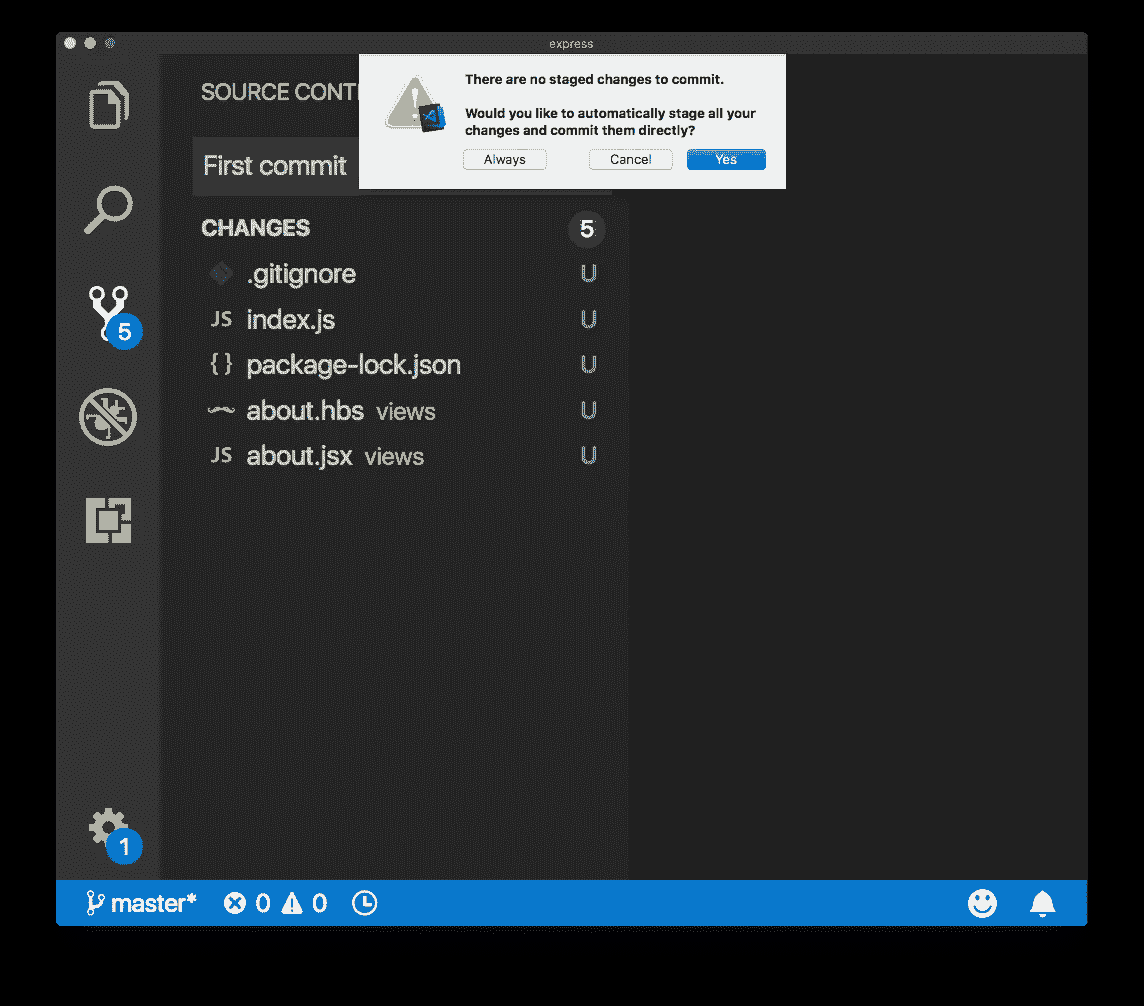 express
SOURCE CONT
There are no staged changes to commit.
Would you like to automatically stage all your
changes and commit them directly?
Always Cancel Yes
First commit
CHANGES 5
.gitignore U
JS index.js U
{} package-lock.json U
about.hbs views U
JS about.jsx views U
5
1
master* 0 0